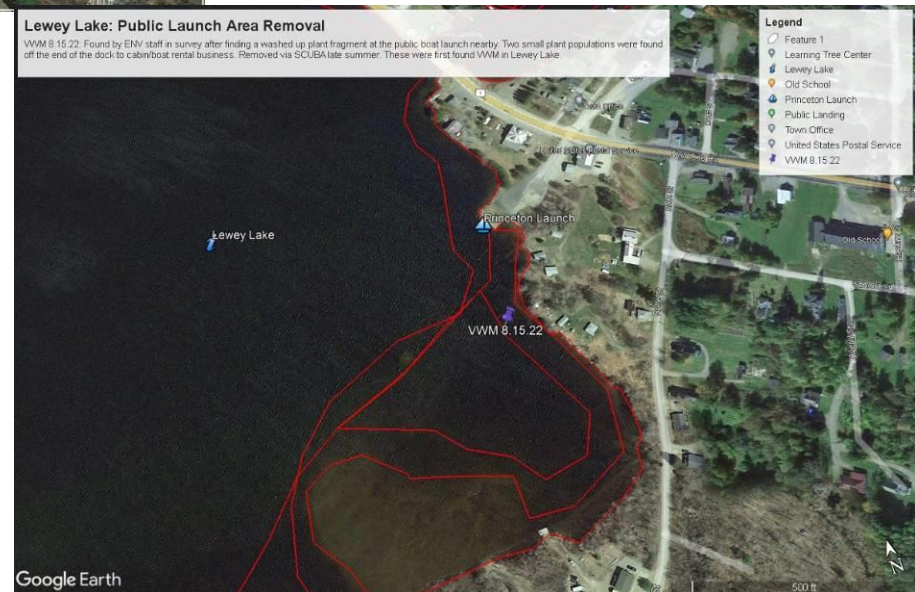 Lewey Lake: Public Launch Area Removal
VWM 8.15.22: Found by ENV staff in survey after finding a washed up plant fragment at the public boat launch nearby. Two small plant populations were found
off the end of the dock to cabin/boat rental business. Removed via SCUBA late summer. These were first found VWM in Lewey Lake.
Legend
Feature 1
Learning Tree Center
Lewey Lake
Old School
Princeton Launch
Public Landing
Town Office
United States Postal Service
VWM 8.15.22
Office
United States Postal Service
Princeton Launch
Lewey Lake
Old School
VWM 8.15.22
Google Earth
500 ft
N